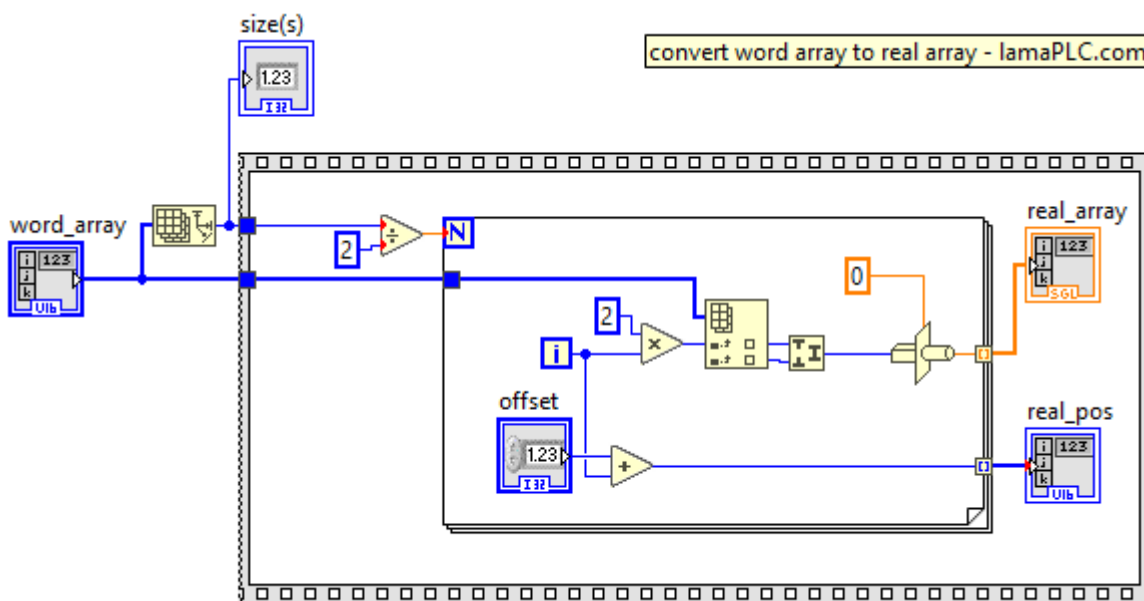 size(s)
convert word array to real array - lamaPLC.com
1.23
I32
word_array
i
j
k
123
U16
2
N
real_array
i
j
k
123
SGL
0
2
i
offset
1.23
I32
real_pos
i
j
k
123
U16